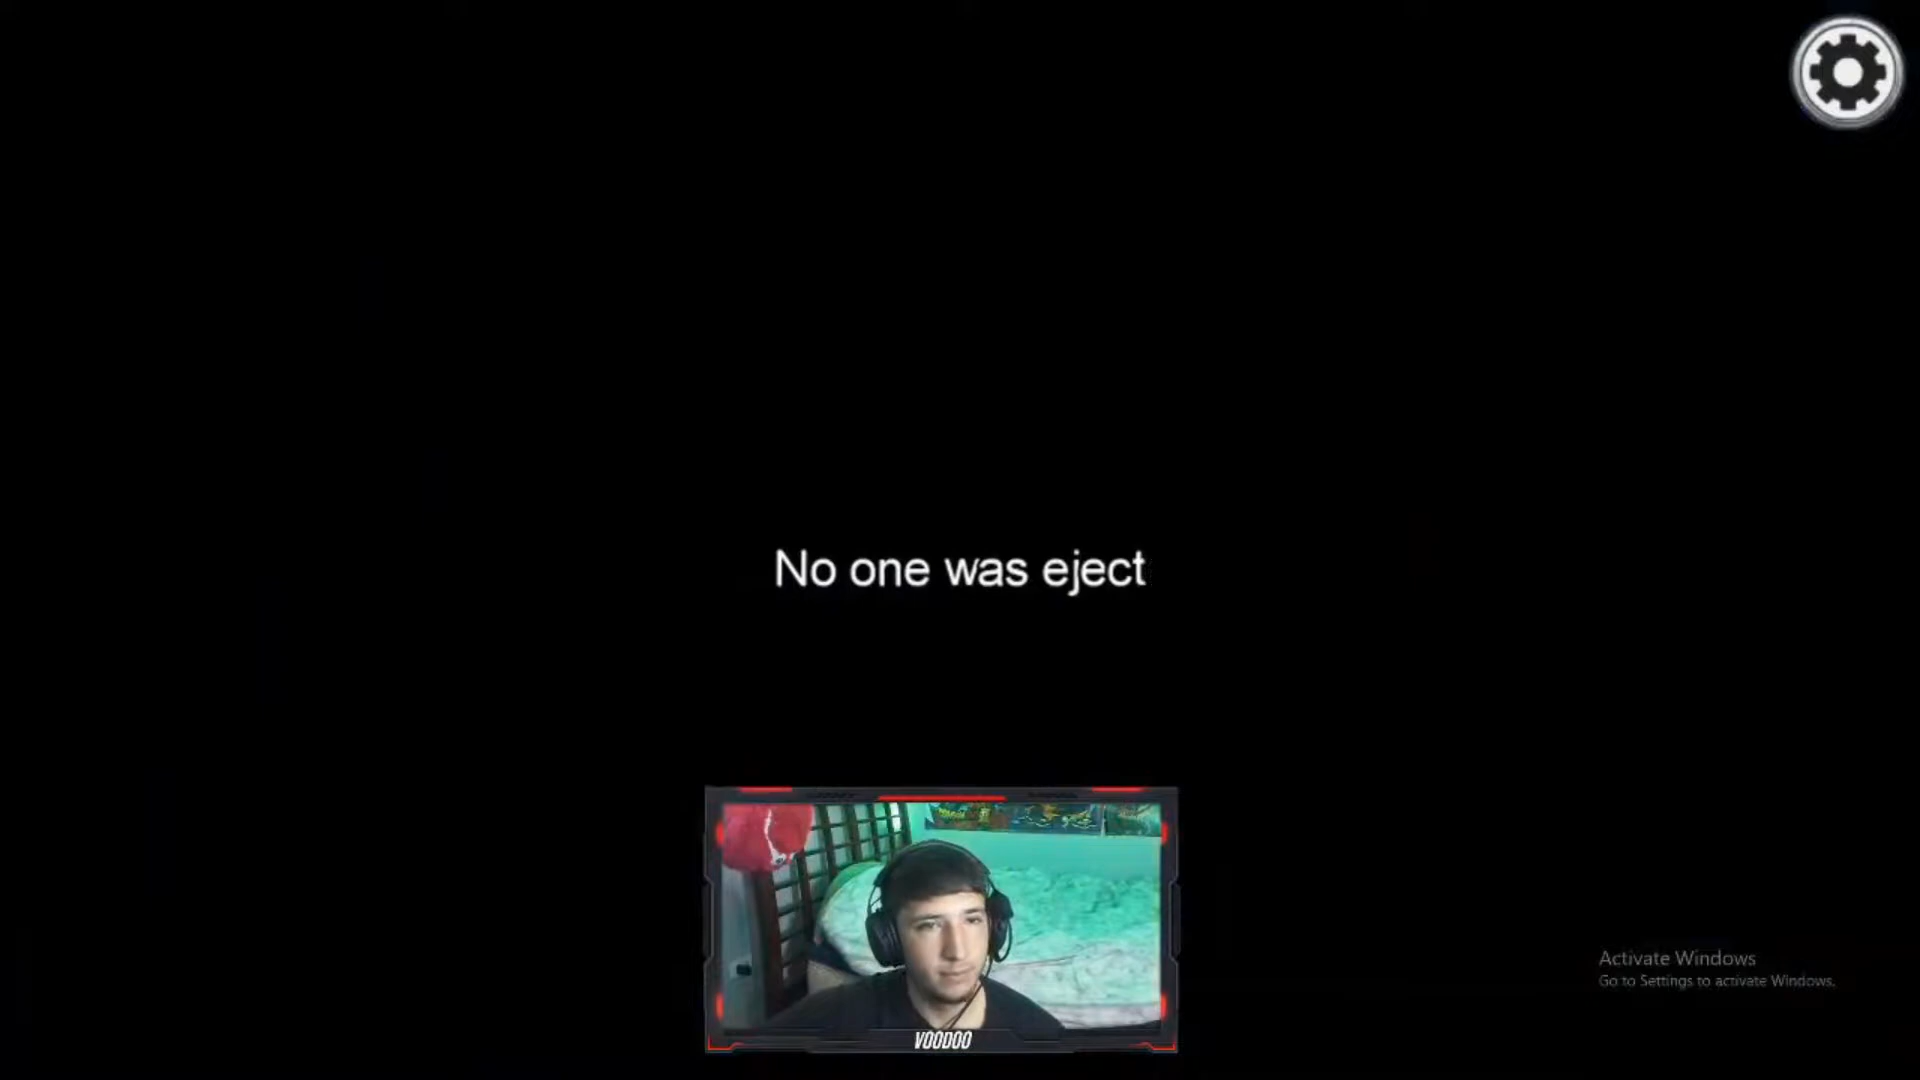 No one was eject
Activate Windows
Go to Settings to activate Windows.
VOODOO